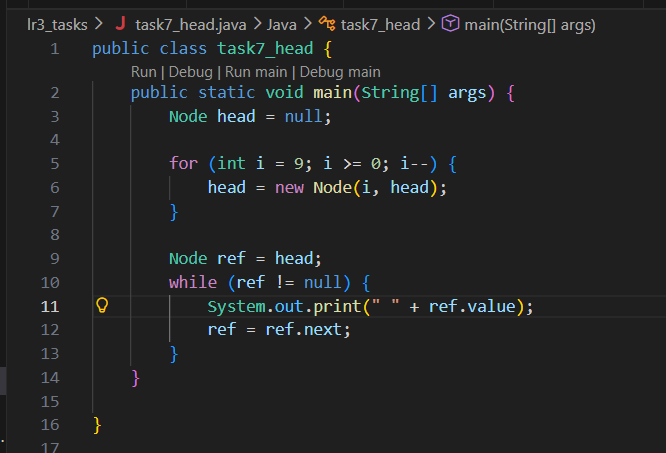 lr3_tasks > J task7_head.java > Java > task7_head > main(String[] args)
1 public class task7_head {
Run | Debug | Run main | Debug main
2 public static void main(String[] args) {
3 Node head = null;
4
5 for (int i = 9; i >= 0; i--) {
6 head = new Node(i, head);
7 }
8
9 Node ref = head;
10 while (ref != null) {
11 System.out.print(" " + ref.value);
12 ref = ref.next;
13 }
14 }
15
16 }
17